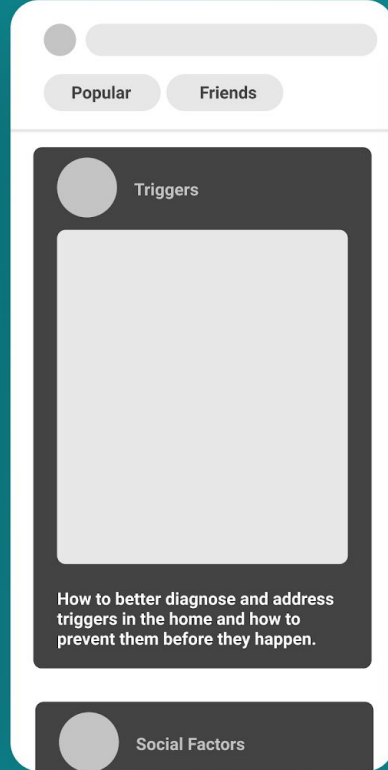 Popular
Friends
Triggers
How to better diagnose and address
triggers in the home and how to
prevent them before they happen.
Social Factors